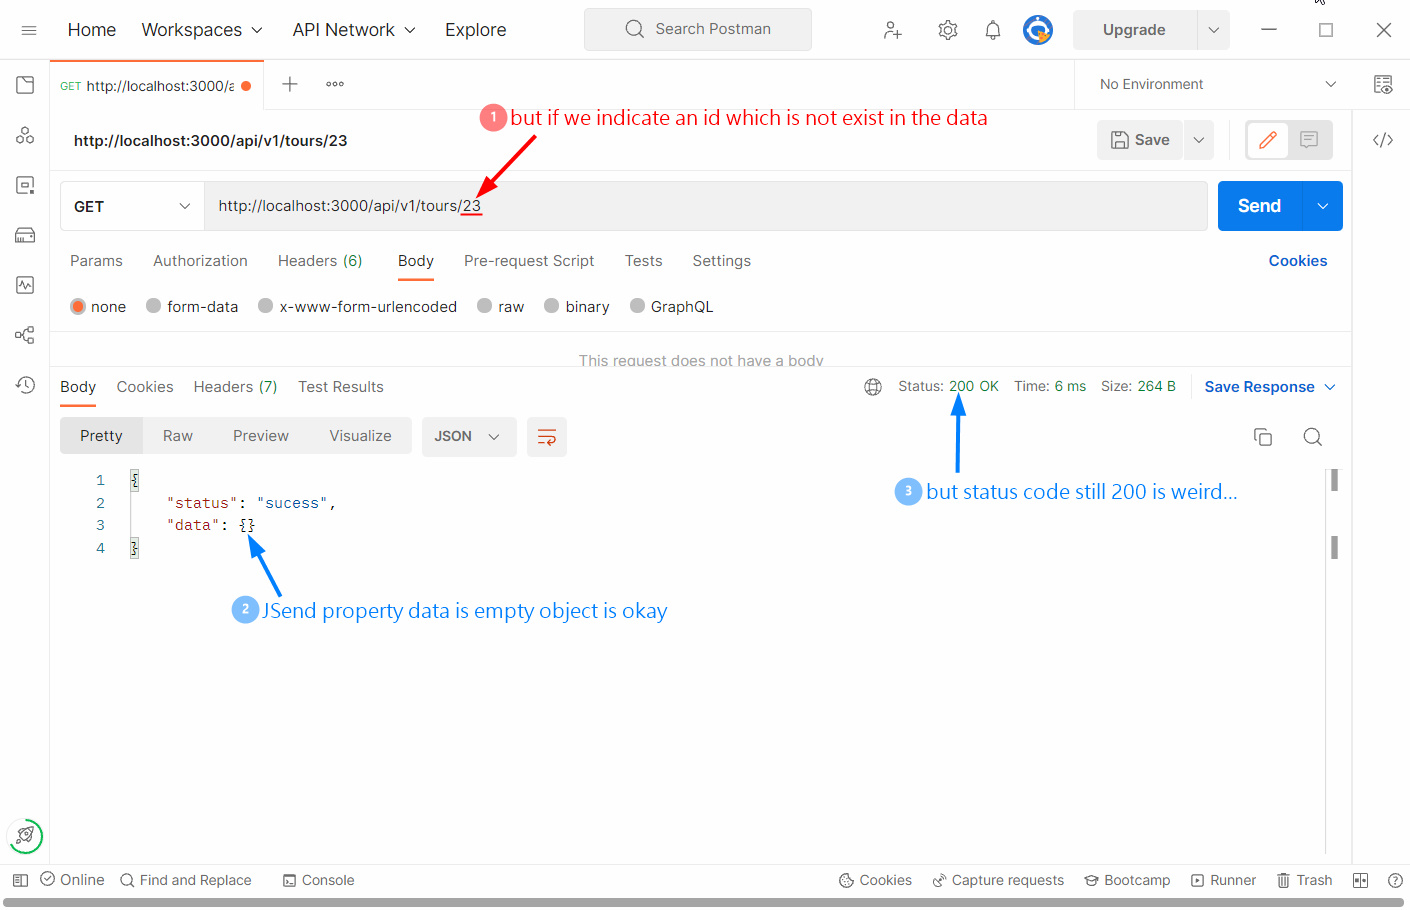 Home Workspaces API Network Explore Search Postman Upgrade
GET http://localhost:3000/a No Environment
1 but if we indicate an id which is not exist in the data
http://localhost:3000/api/v1/tours/23 Save
GET http://localhost:3000/api/v1/tours/23 Send
Params Authorization Headers (6) Body Pre-request Script Tests Settings Cookies
none form-data x-www-form-urlencoded raw binary GraphQL
This request does not have a body
Body Cookies Headers (7) Test Results Status: 200 OK Time: 6 ms Size: 264 B Save Response
Pretty Raw Preview Visualize JSON
1 {
2 "status": "sucess",
3 "data": {}
4 }
3 but status code still 200 is weird...
2 JSend property data is empty object is okay
Online Find and Replace Console Cookies Capture requests Bootcamp Runner Trash